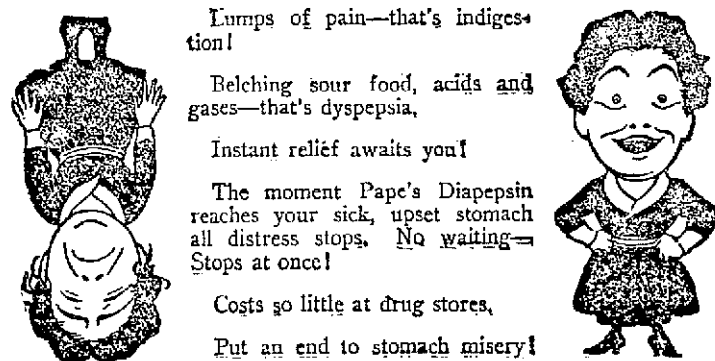 Lumps of pain—that's indiges-
tion!
Belching sour food, acids and
gases—that's dyspepsia.
Instant relief awaits you!
The moment Pape's Diapepsin
reaches your sick, upset stomach
all distress stops. No waiting—
Stops at once!
Costs so little at drug stores.
Put an end to stomach misery!